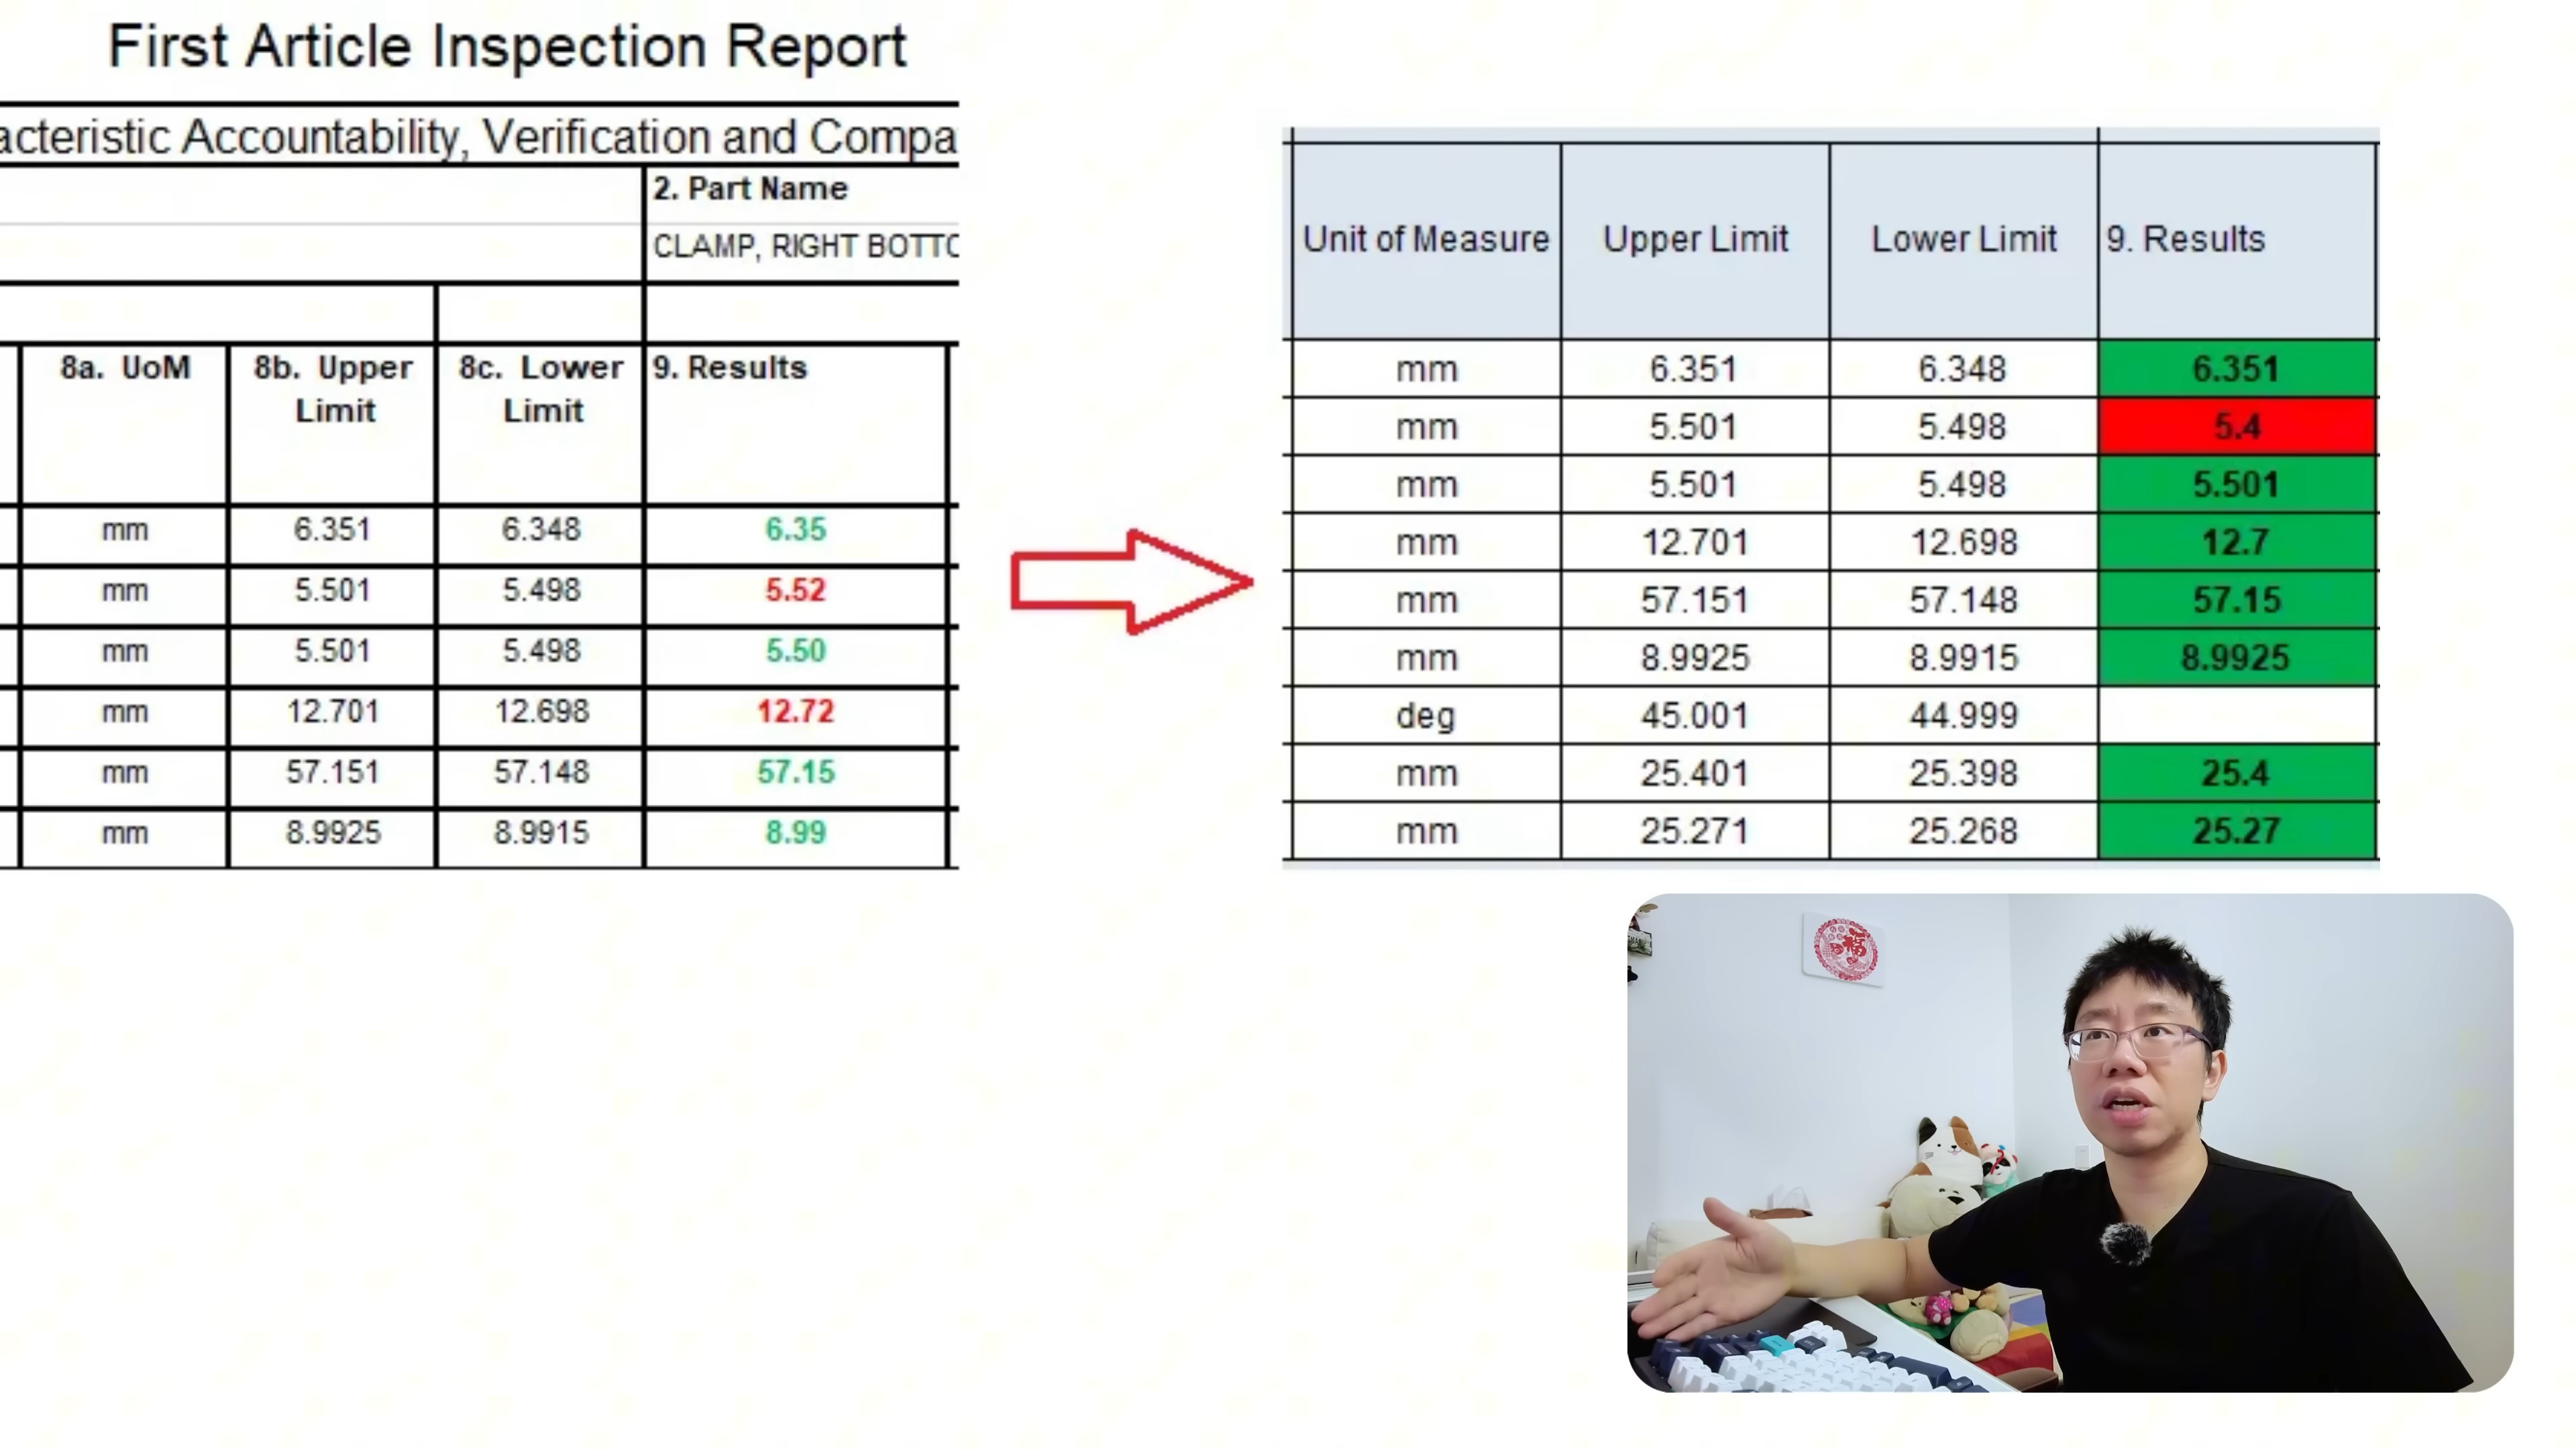 First Article Inspection Report
acteristic Accountability, Verification and Compa
2. Part Name
CLAMP, RIGHT BOTTO
8a. UoM 8b. Upper Limit 8c. Lower Limit 9. Results
mm 6.351 6.348 6.35
mm 5.501 5.498 5.52
mm 5.501 5.498 5.50
mm 12.701 12.698 12.72
mm 57.151 57.148 57.15
mm 8.9925 8.9915 8.99
Unit of Measure Upper Limit Lower Limit 9. Results
mm 6.351 6.348 6.351
mm 5.501 5.498 5.4
mm 5.501 5.498 5.501
mm 12.701 12.698 12.7
mm 57.151 57.148 57.15
mm 8.9925 8.9915 8.9925
deg 45.001 44.999
mm 25.401 25.398 25.4
mm 25.271 25.268 25.27
福